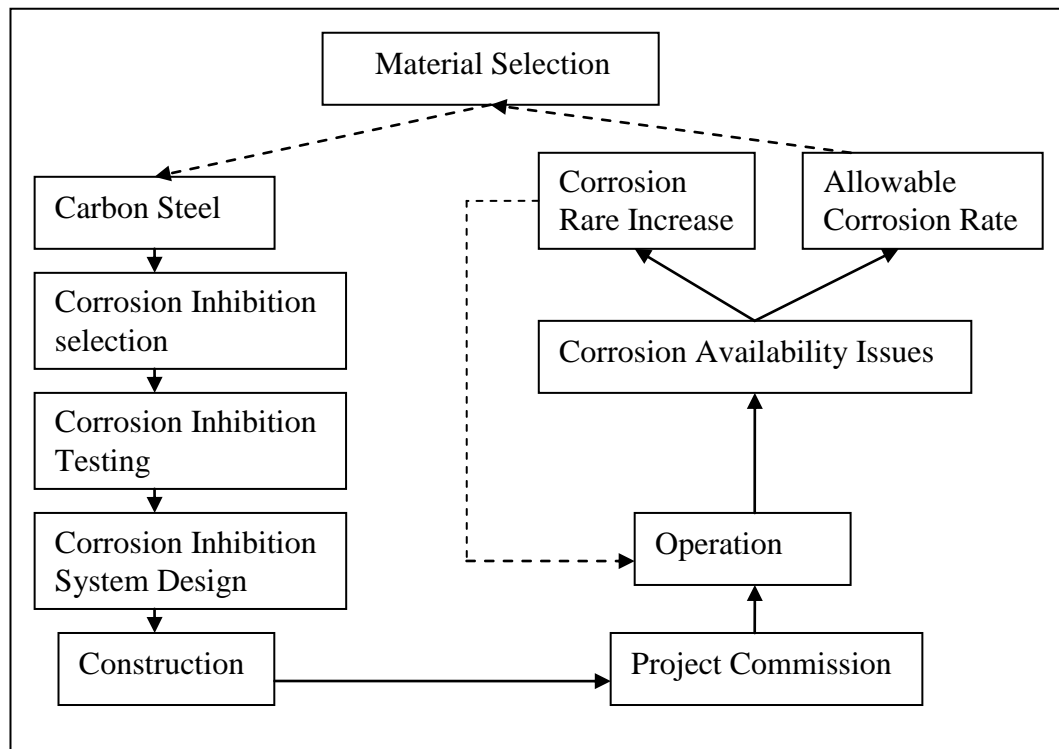 Material Selection
Carbon Steel
Corrosion Inhibition
selection
Corrosion Inhibition
Testing
Corrosion Inhibition
System Design
Construction
Project Commission
Operation
Corrosion Availability Issues
Corrosion
Rare Increase
Allowable
Corrosion Rate